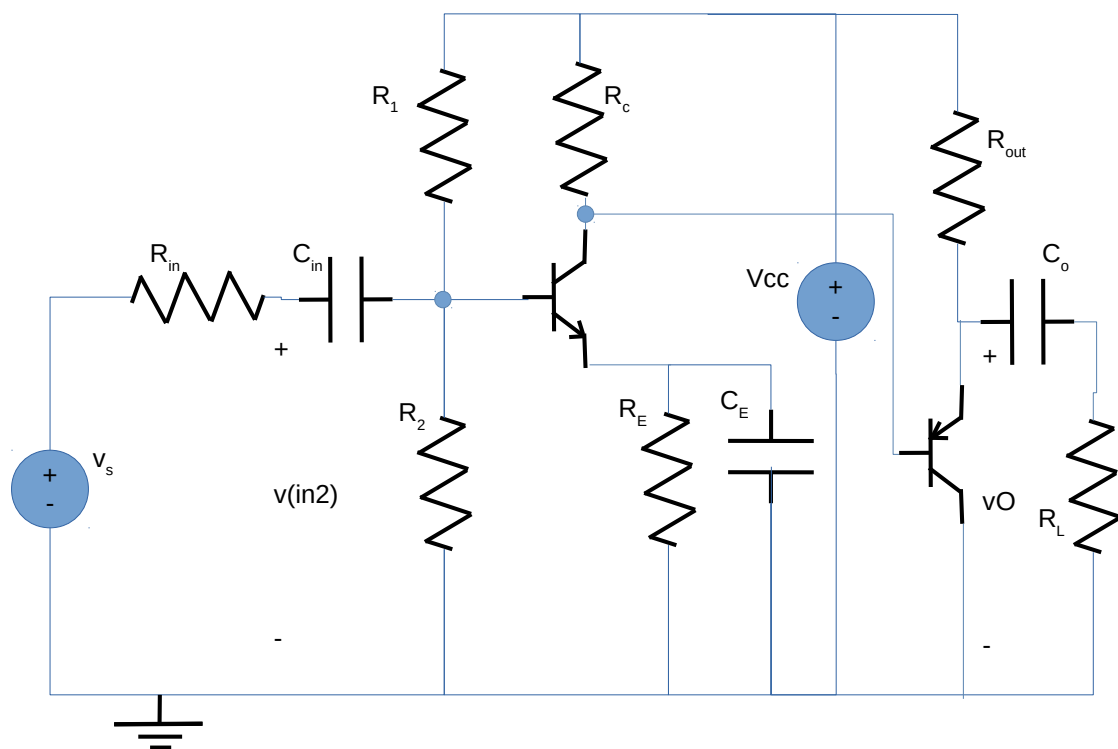 R1
Rc
Rout
Rin
Cin
Vcc
+
-
Co
+
+
R2
RE
CE
vs
+
-
v(in2)
vO
RL
-
-